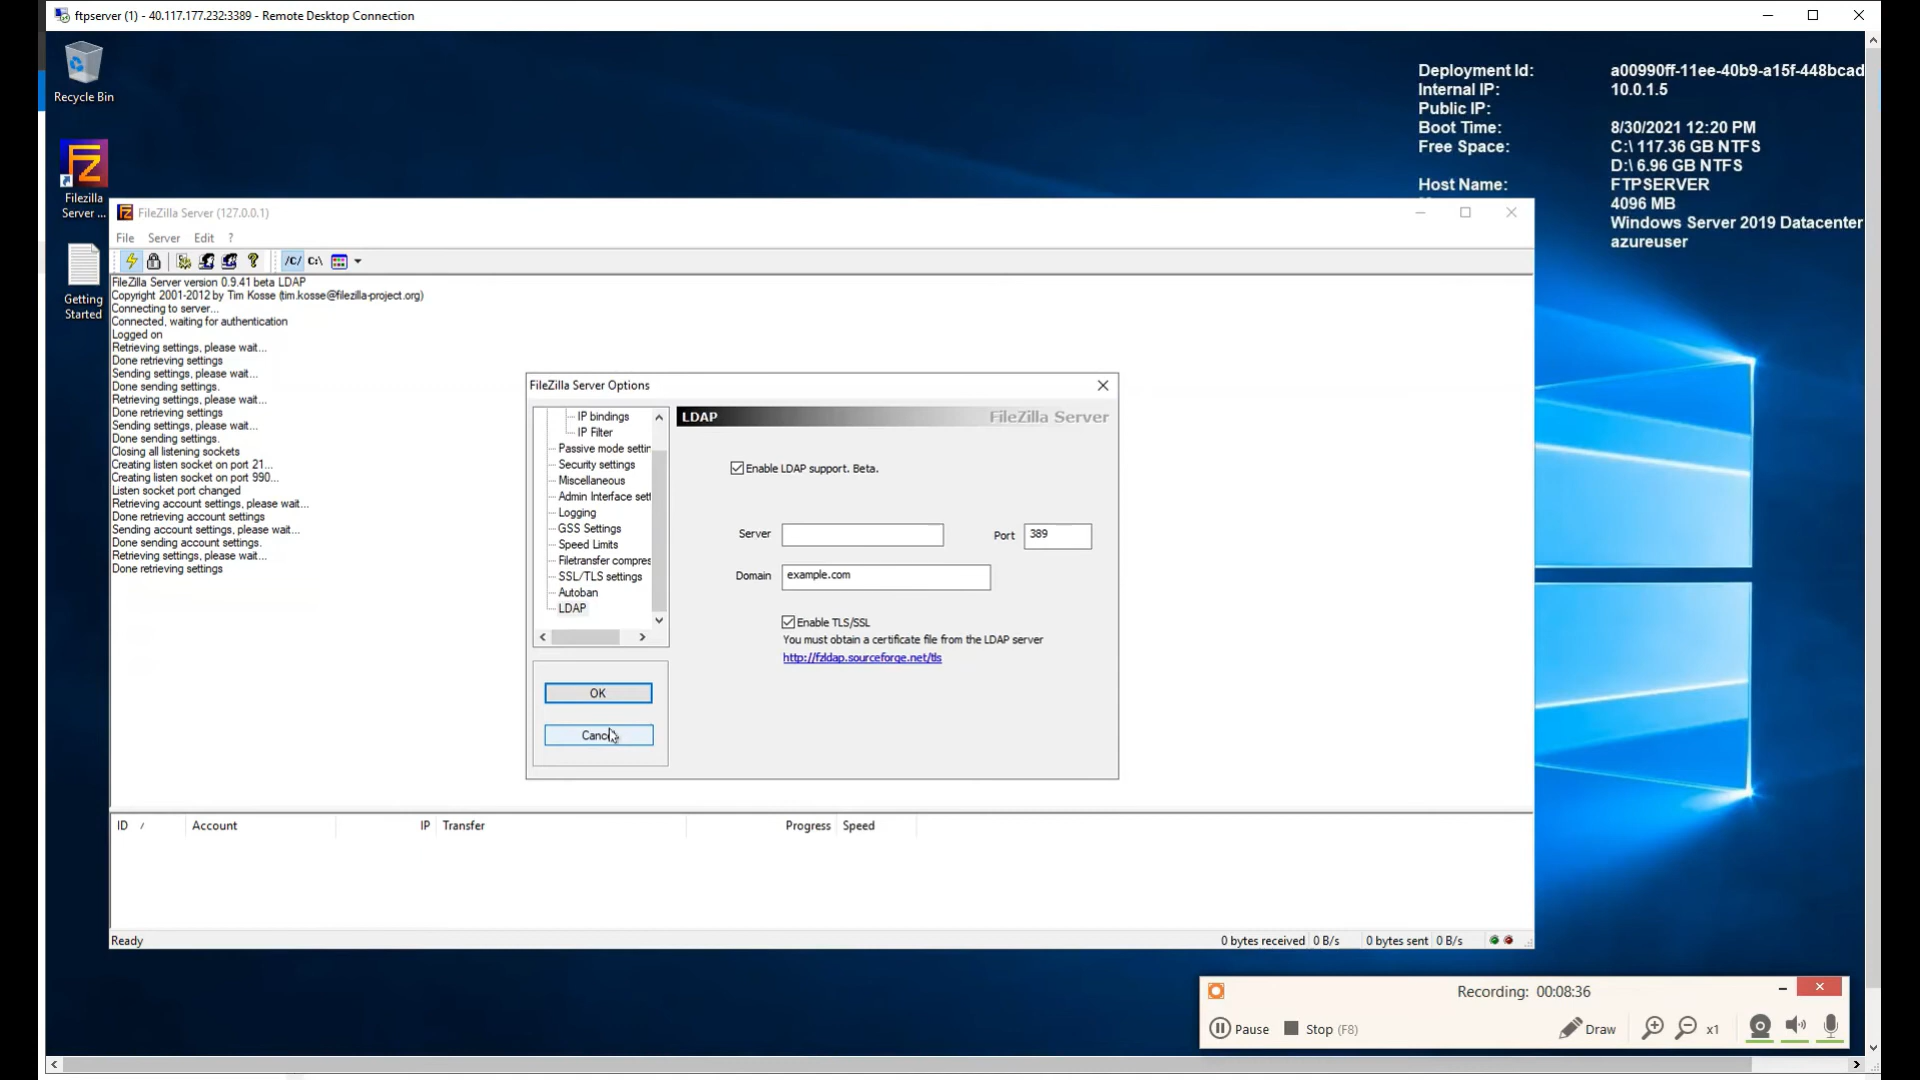 ftpserver (1) - 40.117.177.232:3389 - Remote Desktop Connection
Recycle Bin
Deployment Id: a00990ff-11ee-40b9-a15f-448bcad
Internal IP: 10.0.1.5
Public IP:
Boot Time: 8/30/2021 12:20 PM
Free Space: C:\ 117.36 GB NTFS
D:\ 6.96 GB NTFS
Host Name: FTPSERVER
4096 MB
Windows Server 2019 Datacenter
azureuser
Filezilla
Server ...
Getting
Started
FileZilla Server (127.0.0.1)
File Server Edit ?
/C/ C:\
FileZilla Server version 0.9.41 beta LDAP
Copyright 2001-2012 by Tim Kosse (tim.kosse@filezilla-project.org)
Connecting to server...
Connected, waiting for authentication
Logged on
Retrieving settings, please wait...
Done retrieving settings
Sending settings, please wait...
Done sending settings.
Retrieving settings, please wait...
Done retrieving settings
Sending settings, please wait...
Done sending settings.
Closing all listening sockets
Creating listen socket on port 21...
Creating listen socket on port 990...
Listen socket port changed
Retrieving account settings, please wait...
Done retrieving account settings
Sending account settings, please wait...
Done sending account settings.
Retrieving settings, please wait...
Done retrieving settings
FileZilla Server Options
IP bindings
IP Filter
Passive mode settin
Security settings
Miscellaneous
Admin Interface sett
Logging
GSS Settings
Speed Limits
Filetransfer compres
SSL/TLS settings
Autoban
LDAP
OK
Cancel
LDAP FileZilla Server
Enable LDAP support. Beta.
Server Port 389
Domain example.com
Enable TLS/SSL
You must obtain a certificate file from the LDAP server
http://fzldap.sourceforge.net/tls
ID / Account IP Transfer Progress Speed
Ready 0 bytes received 0 B/s 0 bytes sent 0 B/s
Recording: 00:08:36
Pause Stop (F8) Draw x1